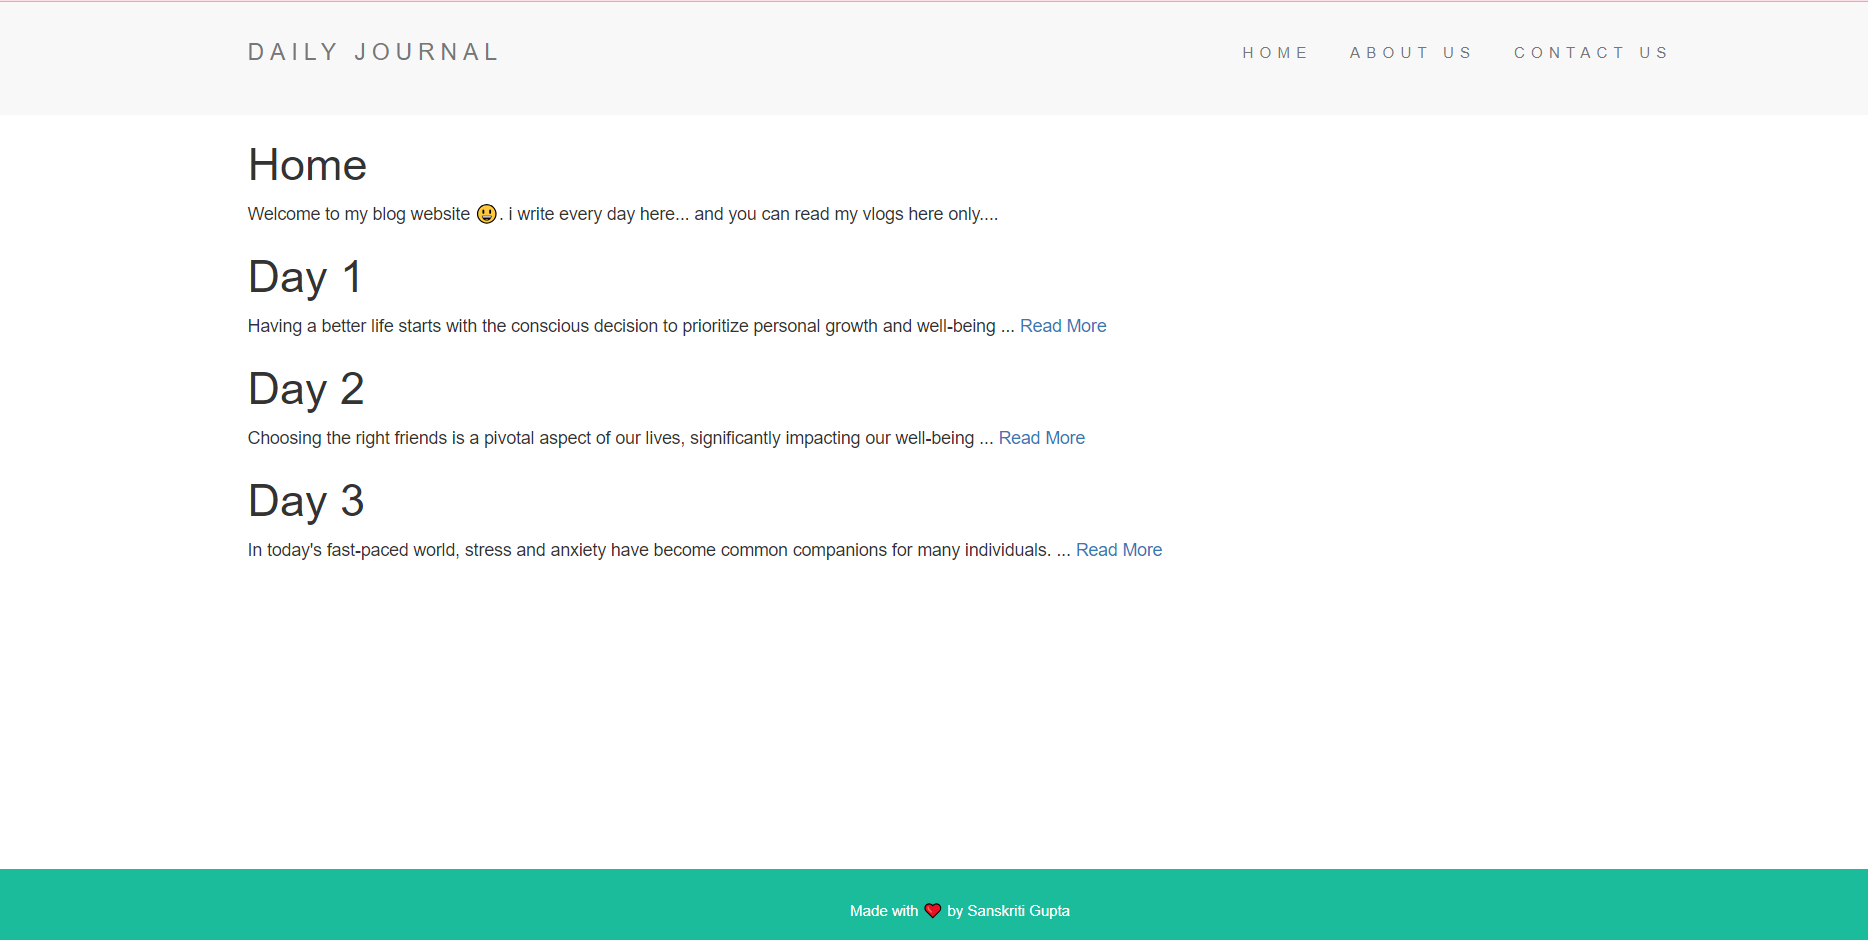 DAILY JOURNAL
HOME ABOUT US CONTACT US
Home
Welcome to my blog website 😃. i write every day here... and you can read my vlogs here only....
Day 1
Having a better life starts with the conscious decision to prioritize personal growth and well-being ... Read More
Day 2
Choosing the right friends is a pivotal aspect of our lives, significantly impacting our well-being ... Read More
Day 3
In today's fast-paced world, stress and anxiety have become common companions for many individuals. ... Read More
Made with ❤️ by Sanskriti Gupta